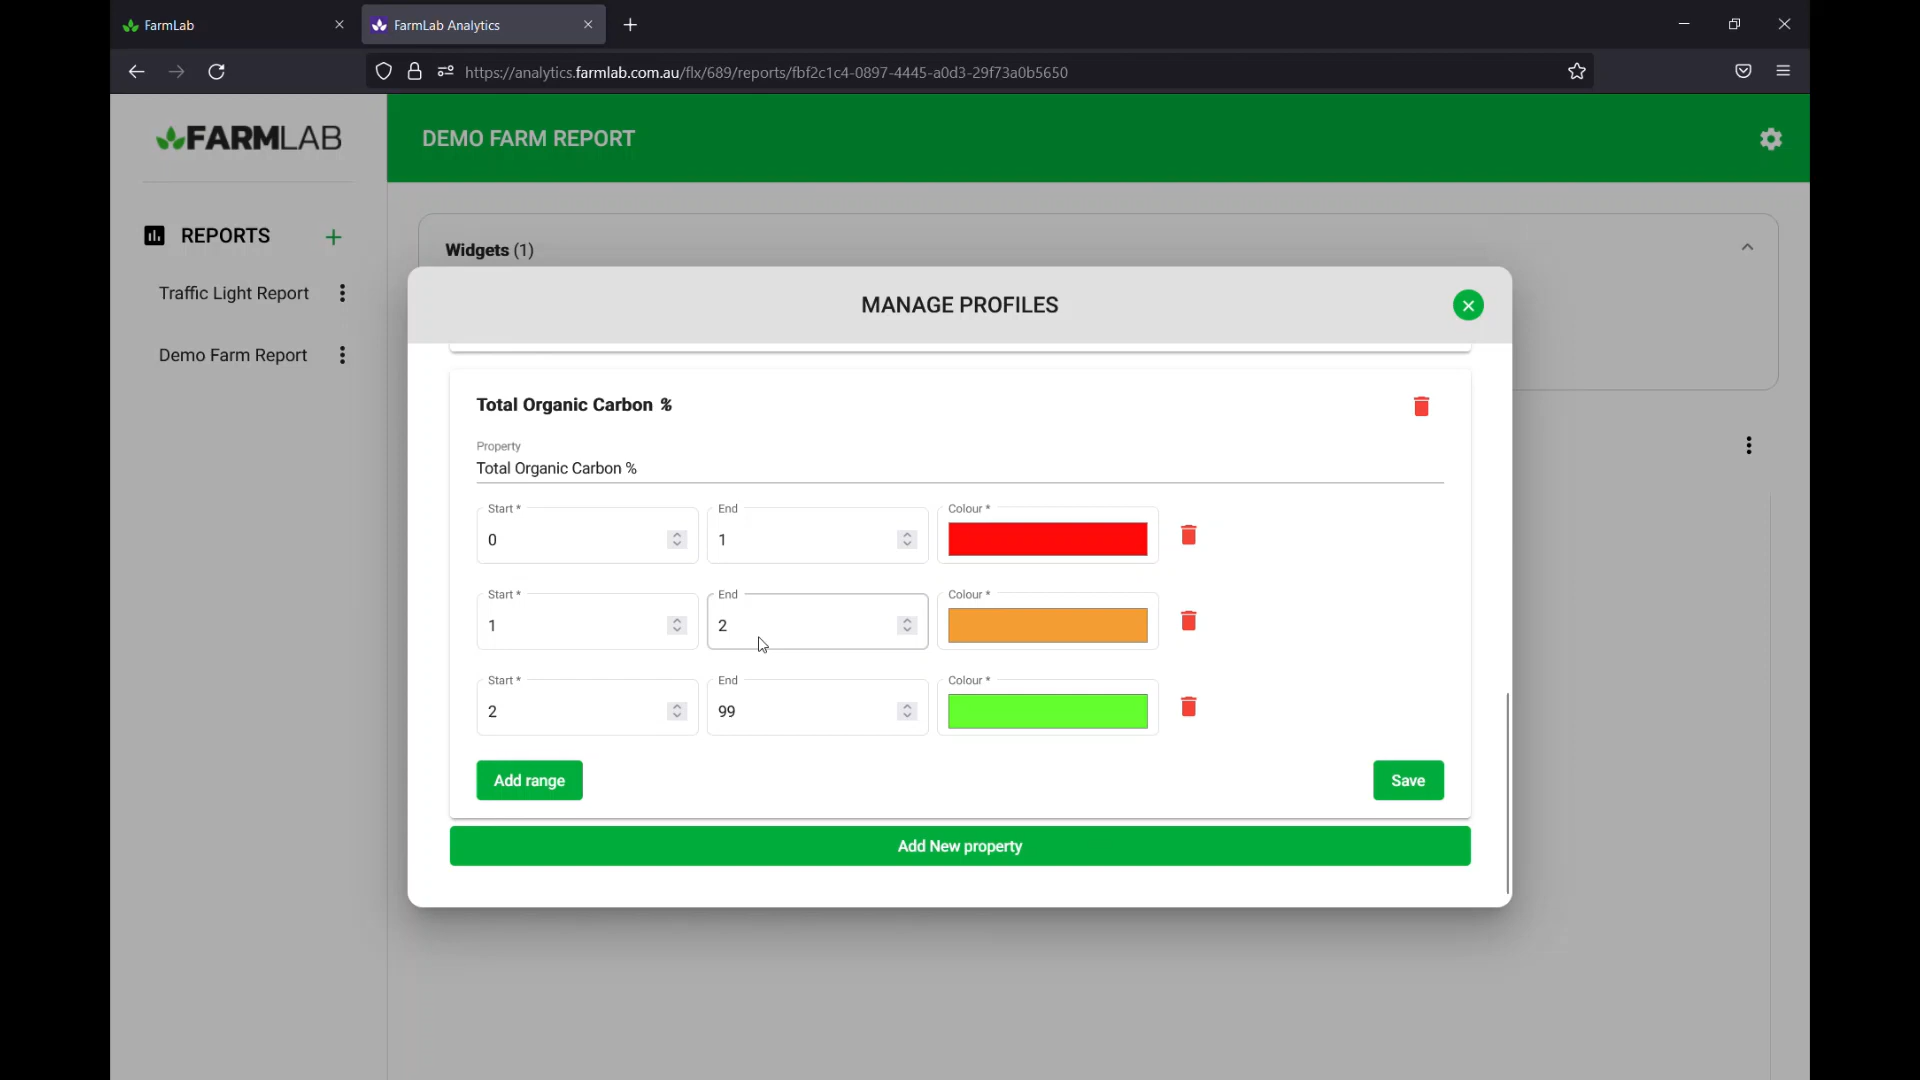 FarmLab
FarmLab Analytics
https://analytics.farmlab.com.au/flx/689/reports/fbf2c1c4-0897-4445-a0d3-29f73a0b5650
FARMLAB
DEMO FARM REPORT
REPORTS
Traffic Light Report
Demo Farm Report
Widgets (1)
MANAGE PROFILES
Total Organic Carbon %
Property
Total Organic Carbon %
Start * End Colour *
0 1
Start * End Colour *
1 2
Start * End Colour *
2 99
Add range Save
Add New property